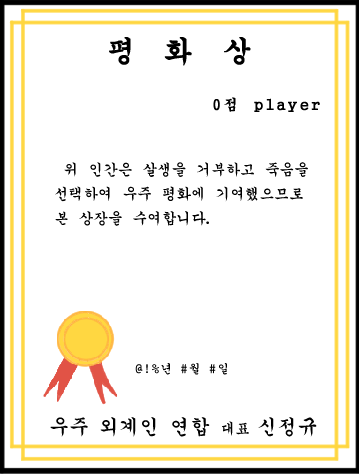 평 화 상
0점 player
위 인간은 살생을 거부하고 죽음을
선택하여 우주 평화에 기여했으므로
본 상장을 수여합니다.
@!%년 #월 #일
우주 외계인 연합 대표 신정규